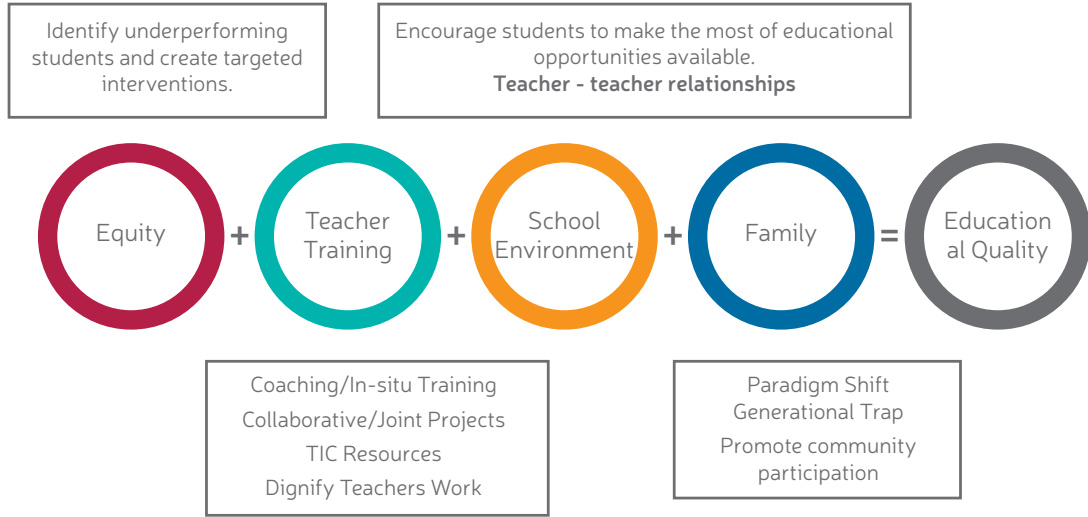 Identify underperforming
students and create targeted
interventions.
Encourage students to make the most of educational
opportunities available.
Teacher - teacher relationships
Equity
+
Teacher
Training
+
School
Environment
+
Family
=
Education
al Quality
Coaching/In-situ Training
Collaborative/Joint Projects
TIC Resources
Dignify Teachers Work
Paradigm Shift
Generational Trap
Promote community
participation